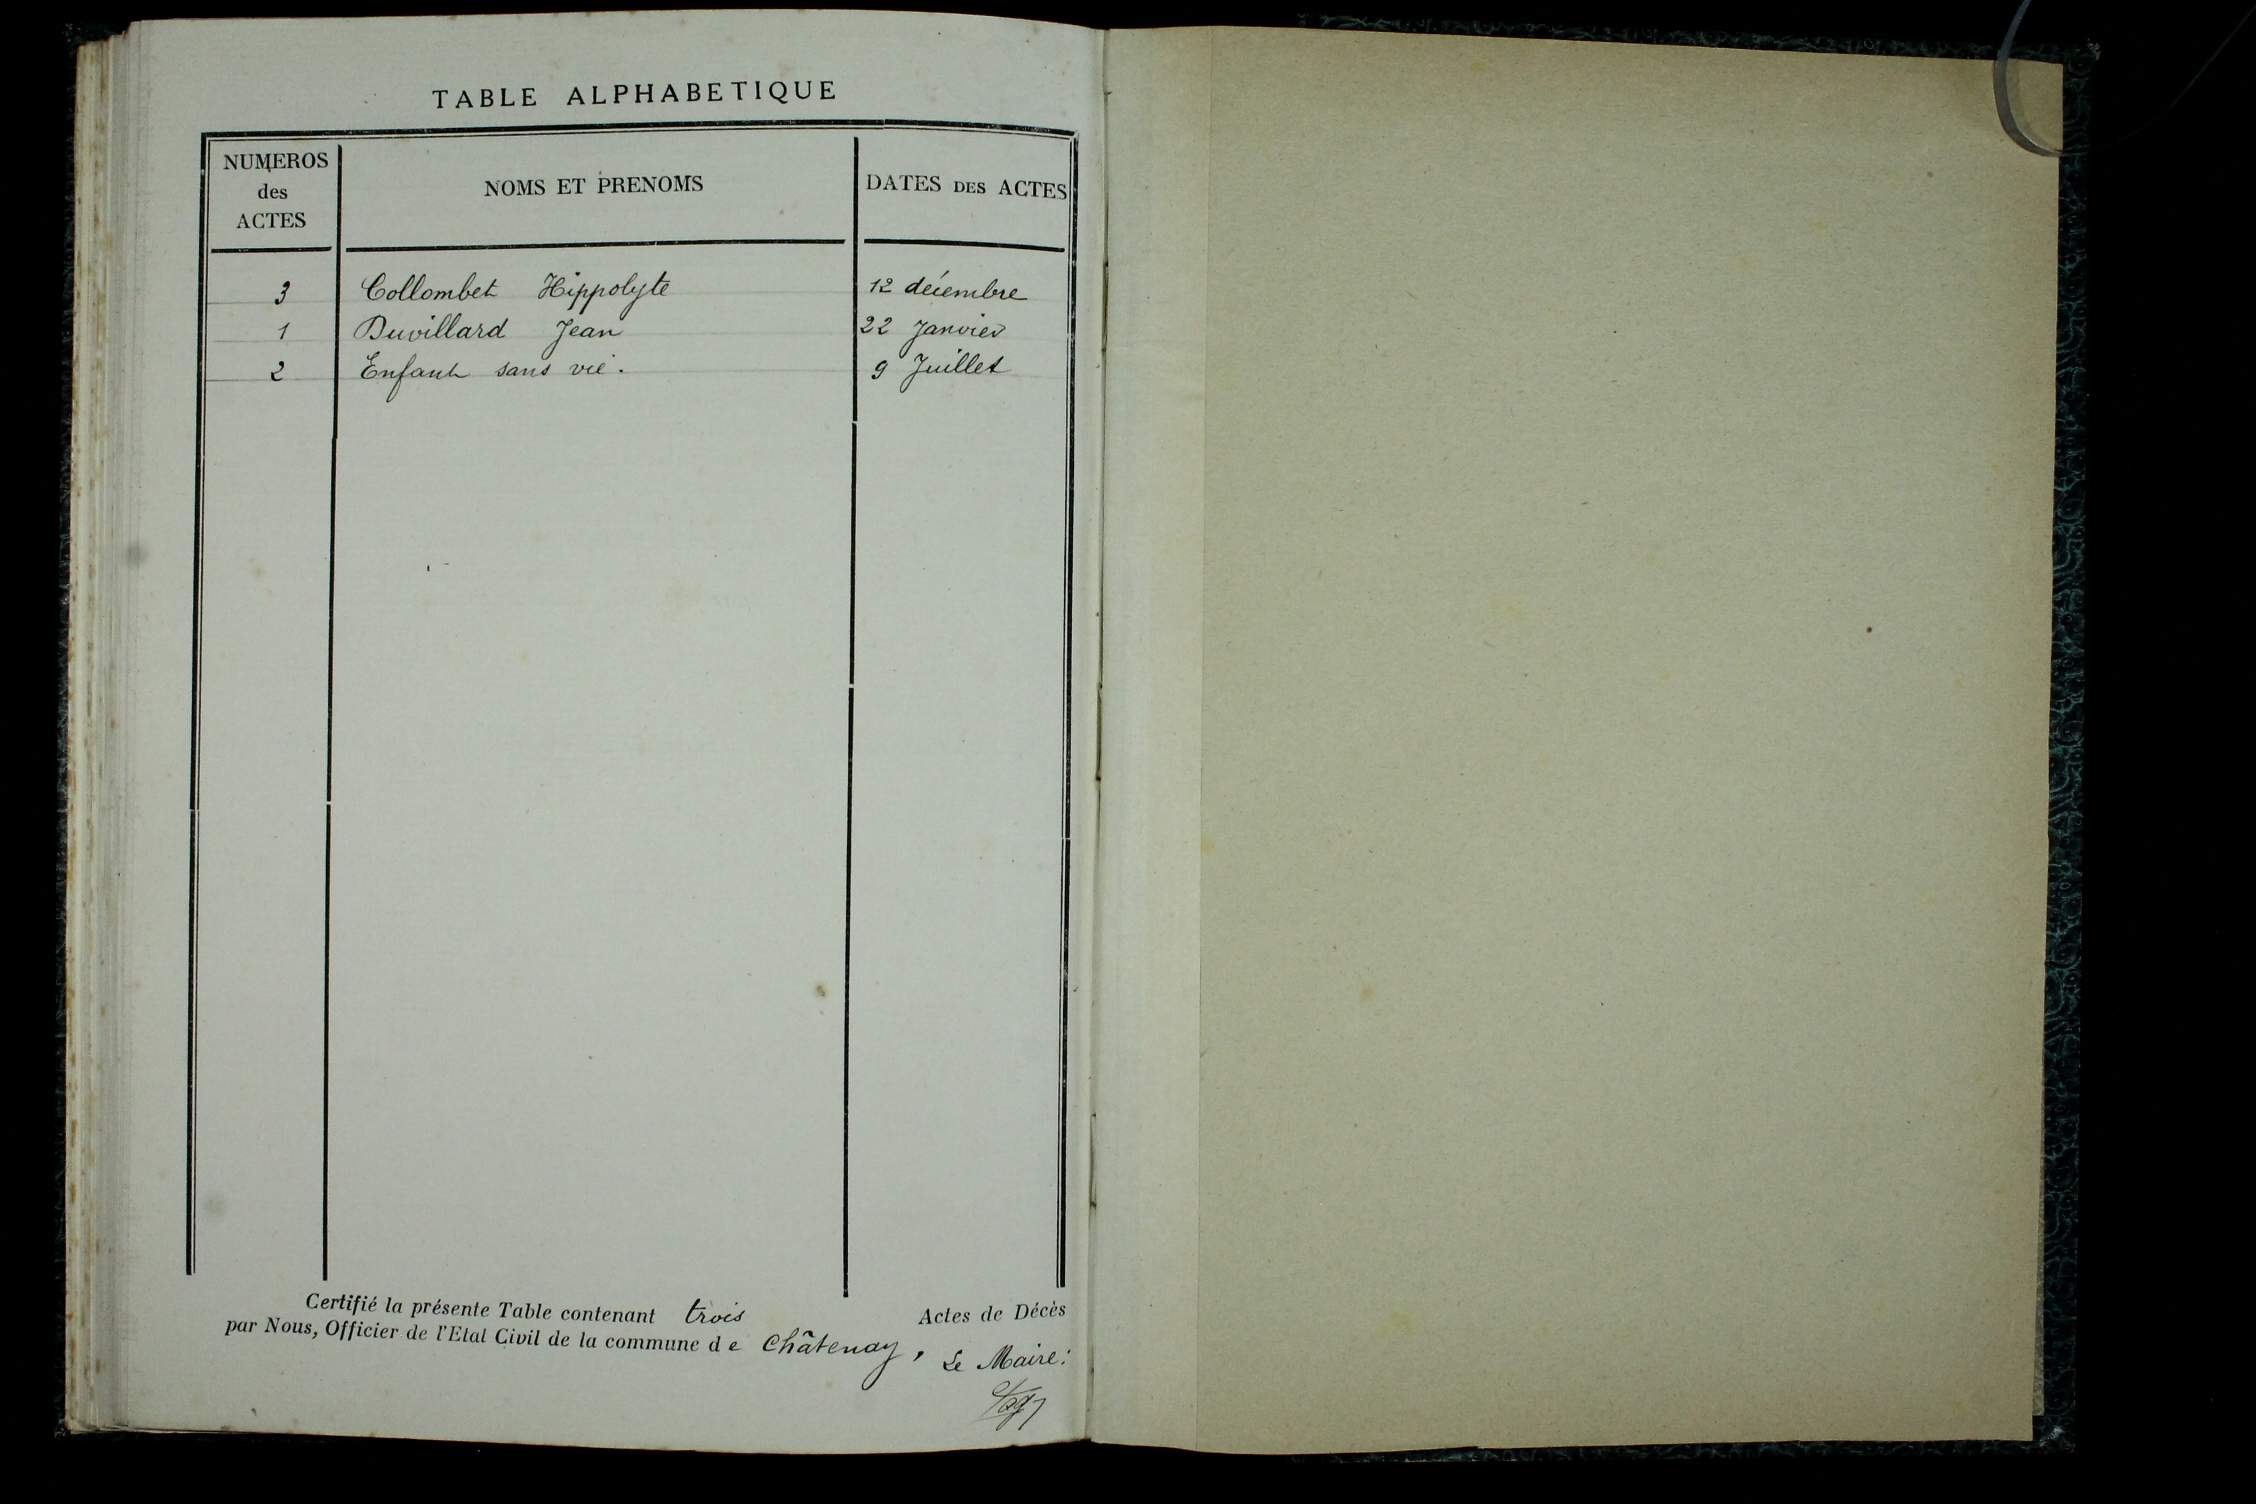 TABLE ALPHABETIQUE
NUMEROS
des
ACTES
NOMS ET PRENOMS
DATES DES ACTES
3 Collombet Hippolyte 12 décembre
1 Duvillard Jean 22 Janvier
2 Enfant sans vie. 9 Juillet
Certifié la présente Table contenant trois Actes de Décès
par Nous, Officier de l'Etat Civil de la commune de Châtenay,
Le Maire: